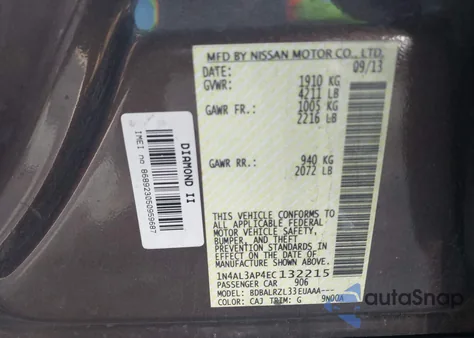 MFD BY NISSAN MOTOR CO., LTD.
DATE: 09/13
GVWR: 1910 KG
4211 LB
GAWR FR.: 1005 KG
2216 LB
GAWR RR.: 940 KG
2072 LB
THIS VEHICLE CONFORMS TO
ALL APPLICABLE FEDERAL
MOTOR VEHICLE SAFETY,
BUMPER, AND THEFT
PREVENTION STANDARDS IN
EFFECT ON THE DATE OF
MANUFACTURE SHOWN ABOVE.
1N4AL3AP4EC132215
PASSENGER CAR 906
MODEL: BDBALRZL33EUAAA---
COLOR: CAJ TRIM: G 9N00A
DIAMOND II
IMEI no 868923050959687
autoSnap